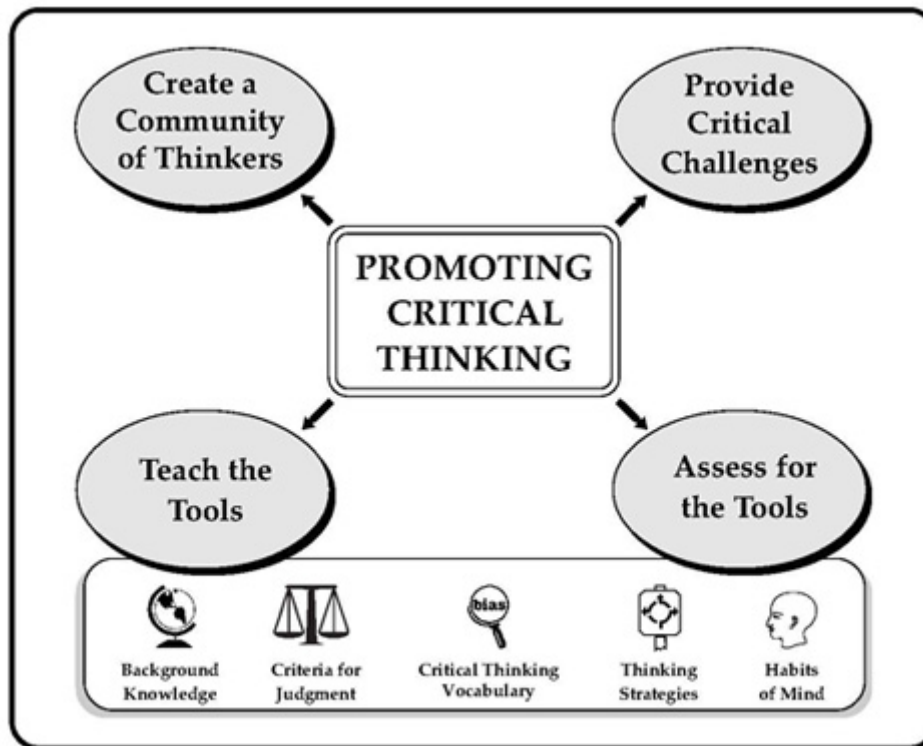 Create a
Community
of Thinkers
Provide
Critical
Challenges
PROMOTING
CRITICAL
THINKING
Teach the
Tools
Assess for
the Tools
bias
Background
Knowledge
Criteria for
Judgment
Critical Thinking
Vocabulary
Thinking
Strategies
Habits
of Mind